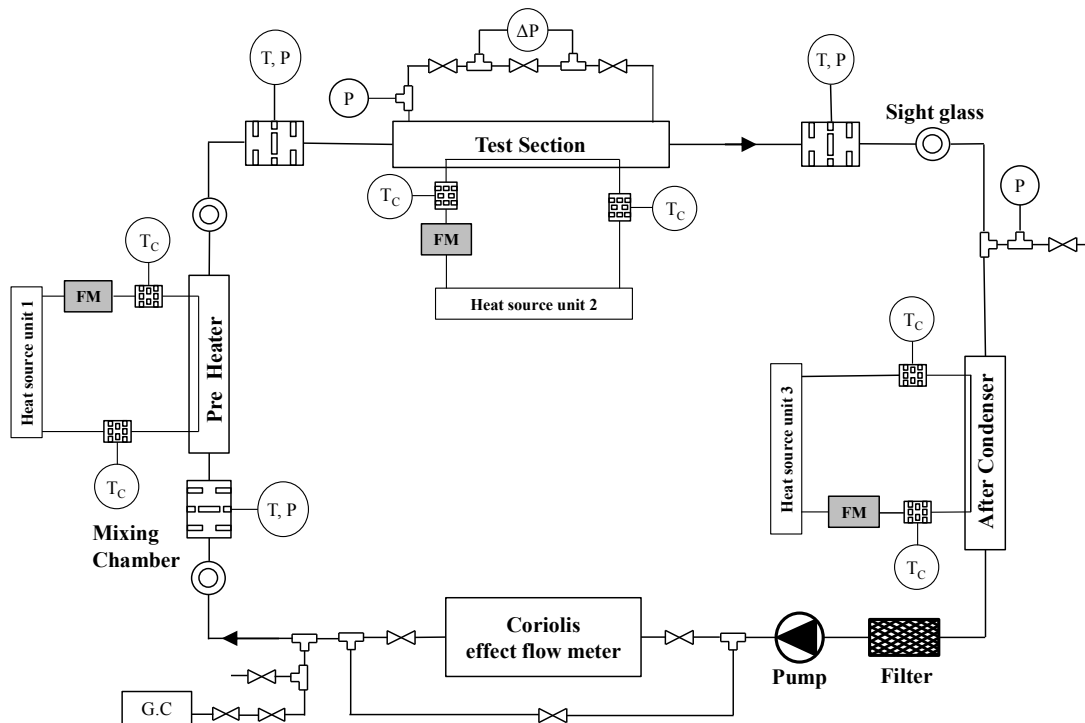 ΔP
T, P
T, P
P
Sight glass
Test Section
T_C
T_C
P
FM
T_C
FM
Heat source unit 2
Heat source unit 1
Pre Heater
T_C
Heat source unit 3
After Condenser
T_C
T, P
FM
Mixing
Chamber
T_C
Coriolis
effect flow meter
Pump
Filter
G.C